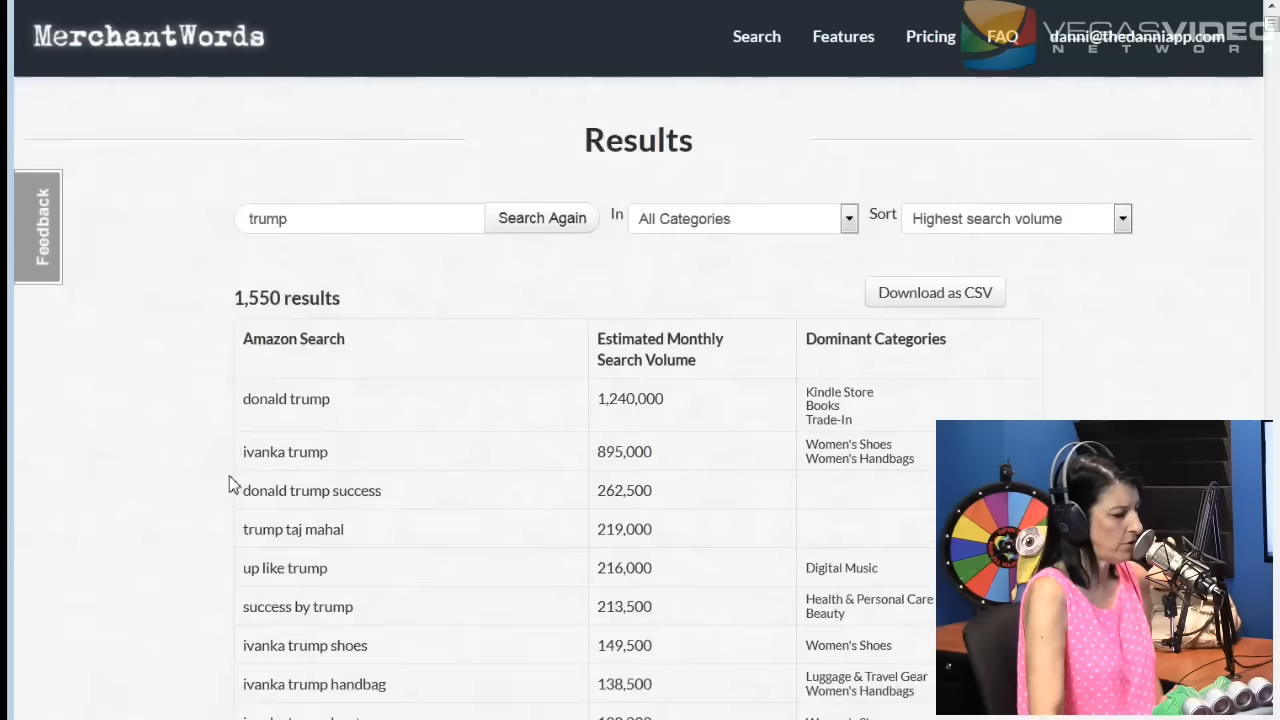 MerchantWords
Search Features Pricing FAQ danni@thedanniapp.com
VEGAS VIDEO
NETWORK
Results
Feedback
trump Search Again In All Categories Sort Highest search volume
1,550 results
Download as CSV
Amazon Search
Estimated Monthly
Search Volume
Dominant Categories
donald trump 1,240,000
Kindle Store
Books
Trade-In
ivanka trump 895,000
Women's Shoes
Women's Handbags
donald trump success 262,500
trump taj mahal 219,000
up like trump 216,000 Digital Music
success by trump 213,500
Health & Personal Care
Beauty
ivanka trump shoes 149,500 Women's Shoes
ivanka trump handbag 138,500
Luggage & Travel Gear
Women's Handbags